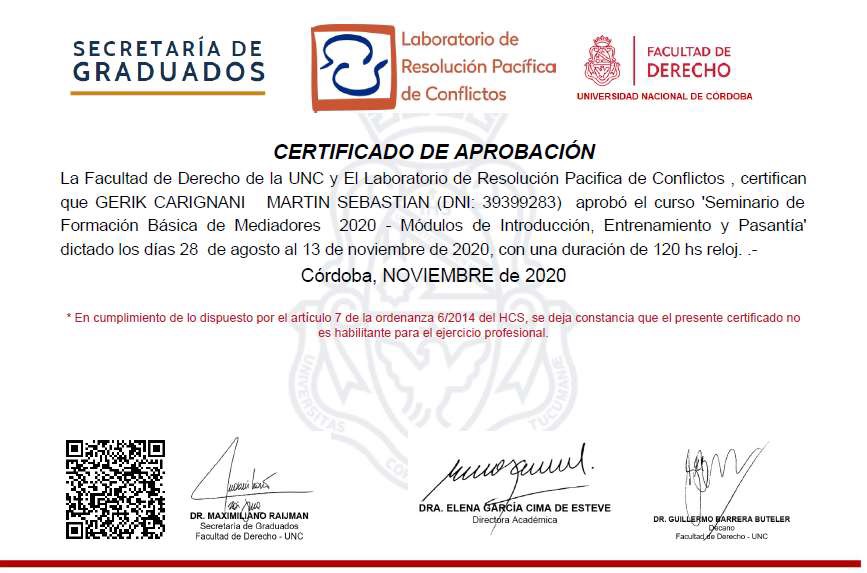 SECRETARÍA DE
GRADUADOS
Laboratorio de
Resolución Pacífica
de Conflictos
FACULTAD DE
DERECHO
UNIVERSIDAD NACIONAL DE CÓRDOBA
CERTIFICADO DE APROBACIÓN
La Facultad de Derecho de la UNC y El Laboratorio de Resolución Pacifica de Conflictos , certifican
que GERIK CARIGNANI MARTIN SEBASTIAN (DNI: 39399283) aprobó el curso 'Seminario de
Formación Básica de Mediadores 2020 - Módulos de Introducción, Entrenamiento y Pasantía'
dictado los días 28 de agosto al 13 de noviembre de 2020, con una duración de 120 hs reloj. .-
Córdoba, NOVIEMBRE de 2020
* En cumplimiento de lo dispuesto por el artículo 7 de la ordenanza 6/2014 del HCS, se deja constancia que el presente certificado no
es habilitante para el ejercicio profesional.
UNIVERSITAS
TUCUMANE
DR. MAXIMILIANO RAIJMAN
Secretaría de Graduados
Facultad de Derecho - UNC
DRA. ELENA GARCÍA CIMA DE ESTEVE
Directora Académica
DR. GUILLERMO BARRERA BUTELER
Decano
Facultad de Derecho - UNC